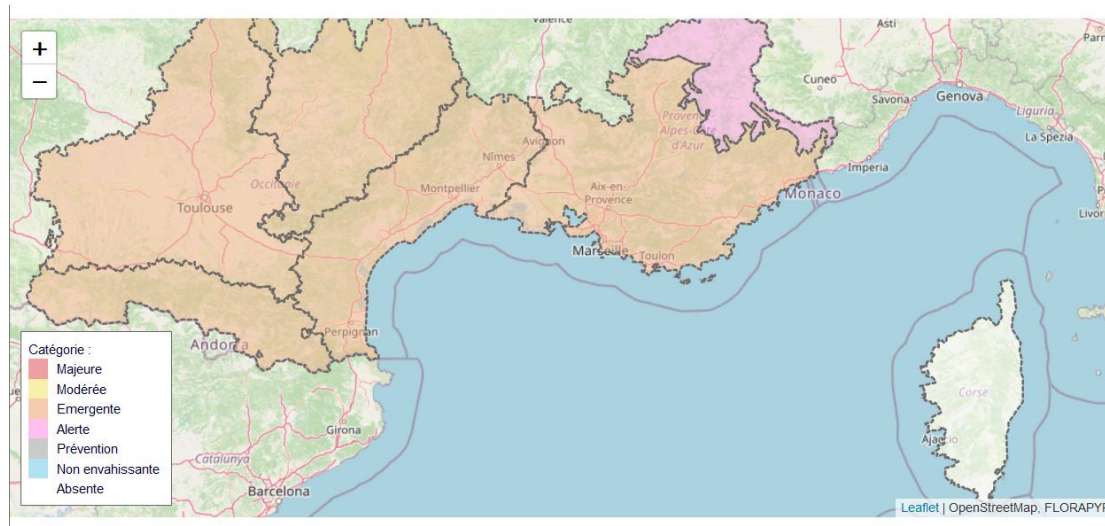 +
−
Valence
Asti
Cuneo
Savona
Genova
Liguria
La Spezia
Provence-
Alpes-Côte
d'Azur
Avignon
Nîmes
Montpellier
Occitanie
Toulouse
Aix-en-
Provence
Marseille
Toulon
Monaco
Imperia
Perpignan
Andorra
Girona
Catalunya
Barcelona
Corse
Ajaccio
Catégorie :
Majeure
Modérée
Emergente
Alerte
Prévention
Non envahissante
Absente
Leaflet | OpenStreetMap, FLORAPYR